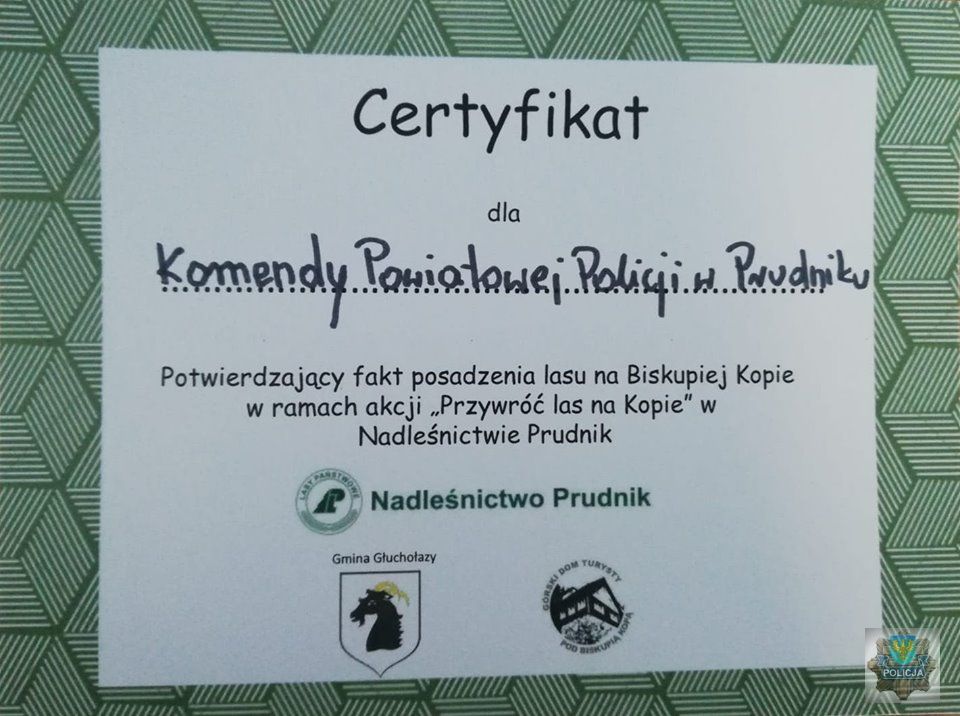 Certyfikat
dla
Komendy Powiatowej Policji w Prudniku
Potwierdzający fakt posadzenia lasu na Biskupiej Kopie
w ramach akcji „Przywróć las na Kopie” w
Nadleśnictwie Prudnik
LASY PAŃSTWOWE
Nadleśnictwo Prudnik
Gmina Głuchołazy
GÓRSKI DOM TURYSTY
POD BISKUPIĄ KOPĄ
POLICJA